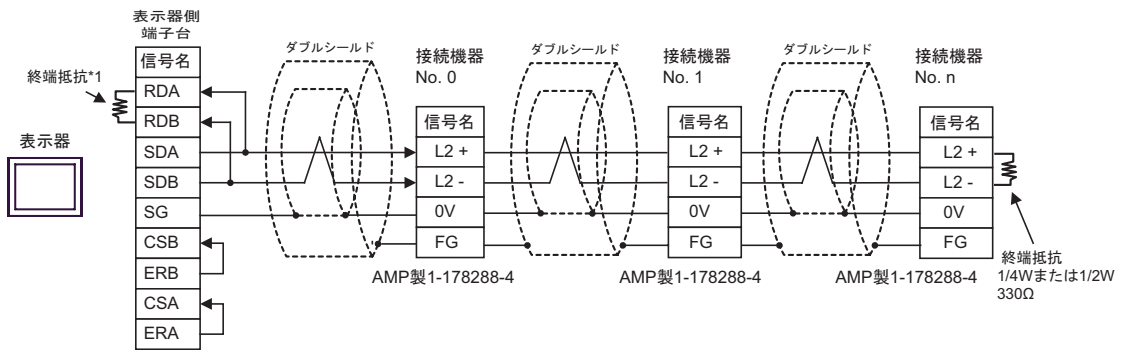 表示器側
端子台
信号名
RDA
RDB
SDA
SDB
SG
CSB
ERB
CSA
ERA
終端抵抗*1
表示器
ダブルシールド
接続機器
No. 0
信号名
L2 +
L2 -
0V
FG
AMP製1-178288-4
ダブルシールド
接続機器
No. 1
信号名
L2 +
L2 -
0V
FG
AMP製1-178288-4
ダブルシールド
接続機器
No. n
信号名
L2 +
L2 -
0V
FG
AMP製1-178288-4
終端抵抗
1/4Wまたは1/2W
330Ω